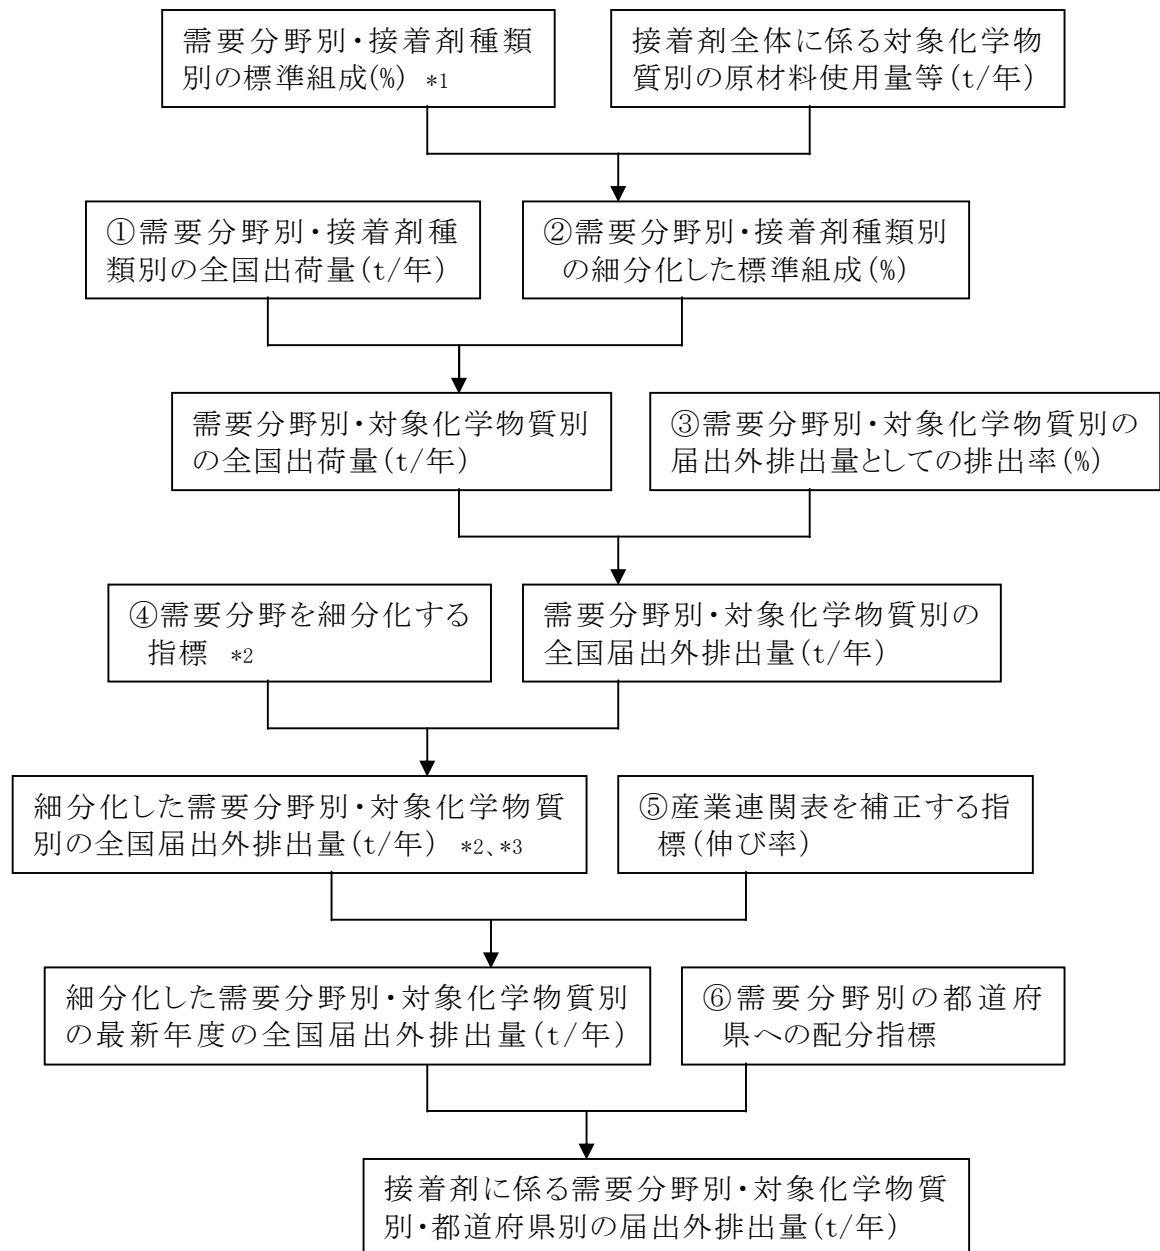 需要分野別・接着剤種類
別の標準組成(%) *1
接着剤全体に係る対象化学物
質別の原材料使用量等(t/年)
①需要分野別・接着剤種
類別の全国出荷量(t/年)
②需要分野別・接着剤種類別
の細分化した標準組成(%)
需要分野別・対象化学物質別
の全国出荷量(t/年)
③需要分野別・対象化学物質別の
届出外排出量としての排出率(%)
④需要分野を細分化する
指標 *2
需要分野別・対象化学物質別の
全国届出外排出量(t/年)
細分化した需要分野別・対象化学物質
別の全国届出外排出量(t/年) *2、*3
⑤産業連関表を補正する指
標(伸び率)
細分化した需要分野別・対象化学物質別
の最新年度の全国届出外排出量(t/年)
⑥需要分野別の都道府
県への配分指標
接着剤に係る需要分野別・対象化学物質
別・都道府県別の届出外排出量(t/年)